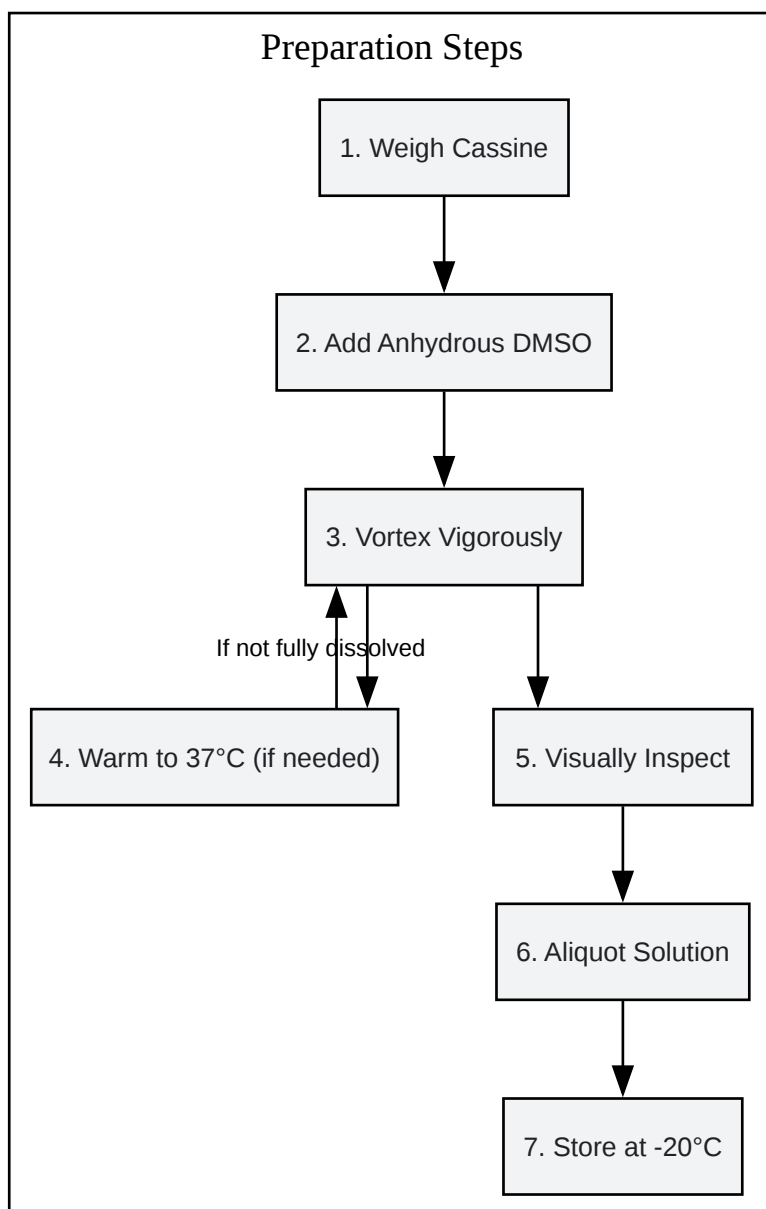 Preparation Steps
1. Weigh Cassine
2. Add Anhydrous DMSO
3. Vortex Vigorously
If not fully dissolved
4. Warm to 37°C (if needed)
5. Visually Inspect
6. Aliquot Solution
7. Store at -20°C